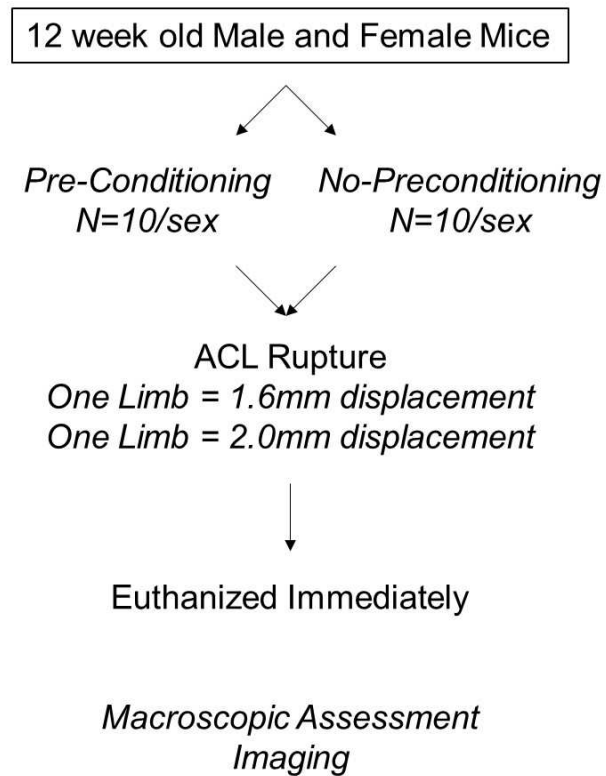 12 week old Male and Female Mice
Pre-Conditioning
N=10/sex
No-Preconditioning
N=10/sex
ACL Rupture
One Limb = 1.6mm displacement
One Limb = 2.0mm displacement
Euthanized Immediately
Macroscopic Assessment
Imaging